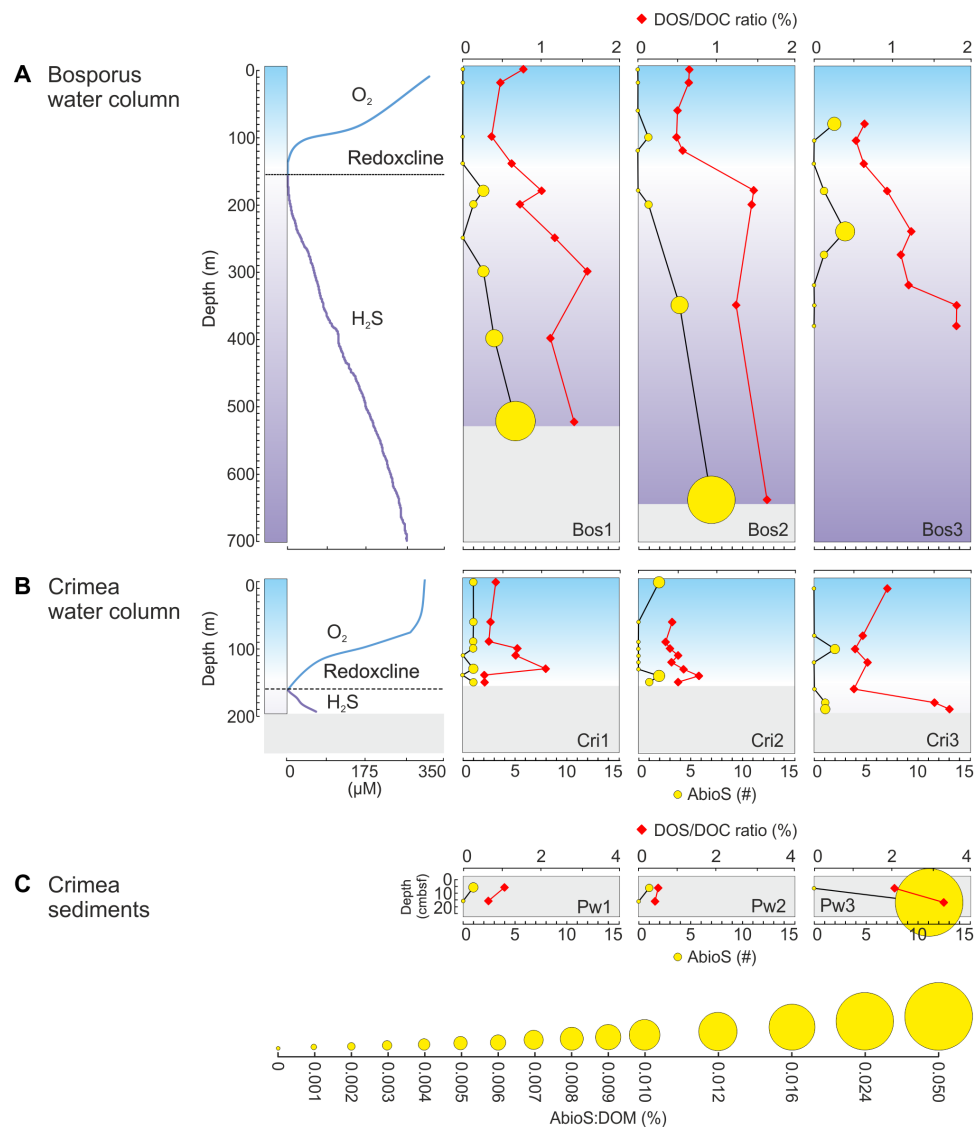 DOS/DOC ratio (%)
0 1 2 0 1 2 0 1 2
A Bosporus
water column
Depth (m)
0
100
200
300
400
500
600
700
O2
Redoxcline
H2S
Bos1
Bos2
Bos3
B Crimea
water column
Depth (m)
0
100
200
O2
Redoxcline
H2S
0 175 350
(µM)
Cri1
Cri2
Cri3
0 5 10 15 0 5 10 15 0 5 10 15
AbioS (#)
DOS/DOC ratio (%)
0 2 4 0 2 4 0 2 4
C Crimea
sediments
Depth
(cmbsf)
0
10
20
Pw1
Pw2
Pw3
0 5 10 15 0 5 10 15 0 5 10 15
AbioS (#)
0 0.001 0.002 0.003 0.004 0.005 0.006 0.007 0.008 0.009 0.010 0.012 0.016 0.024 0.050
AbioS:DOM (%)